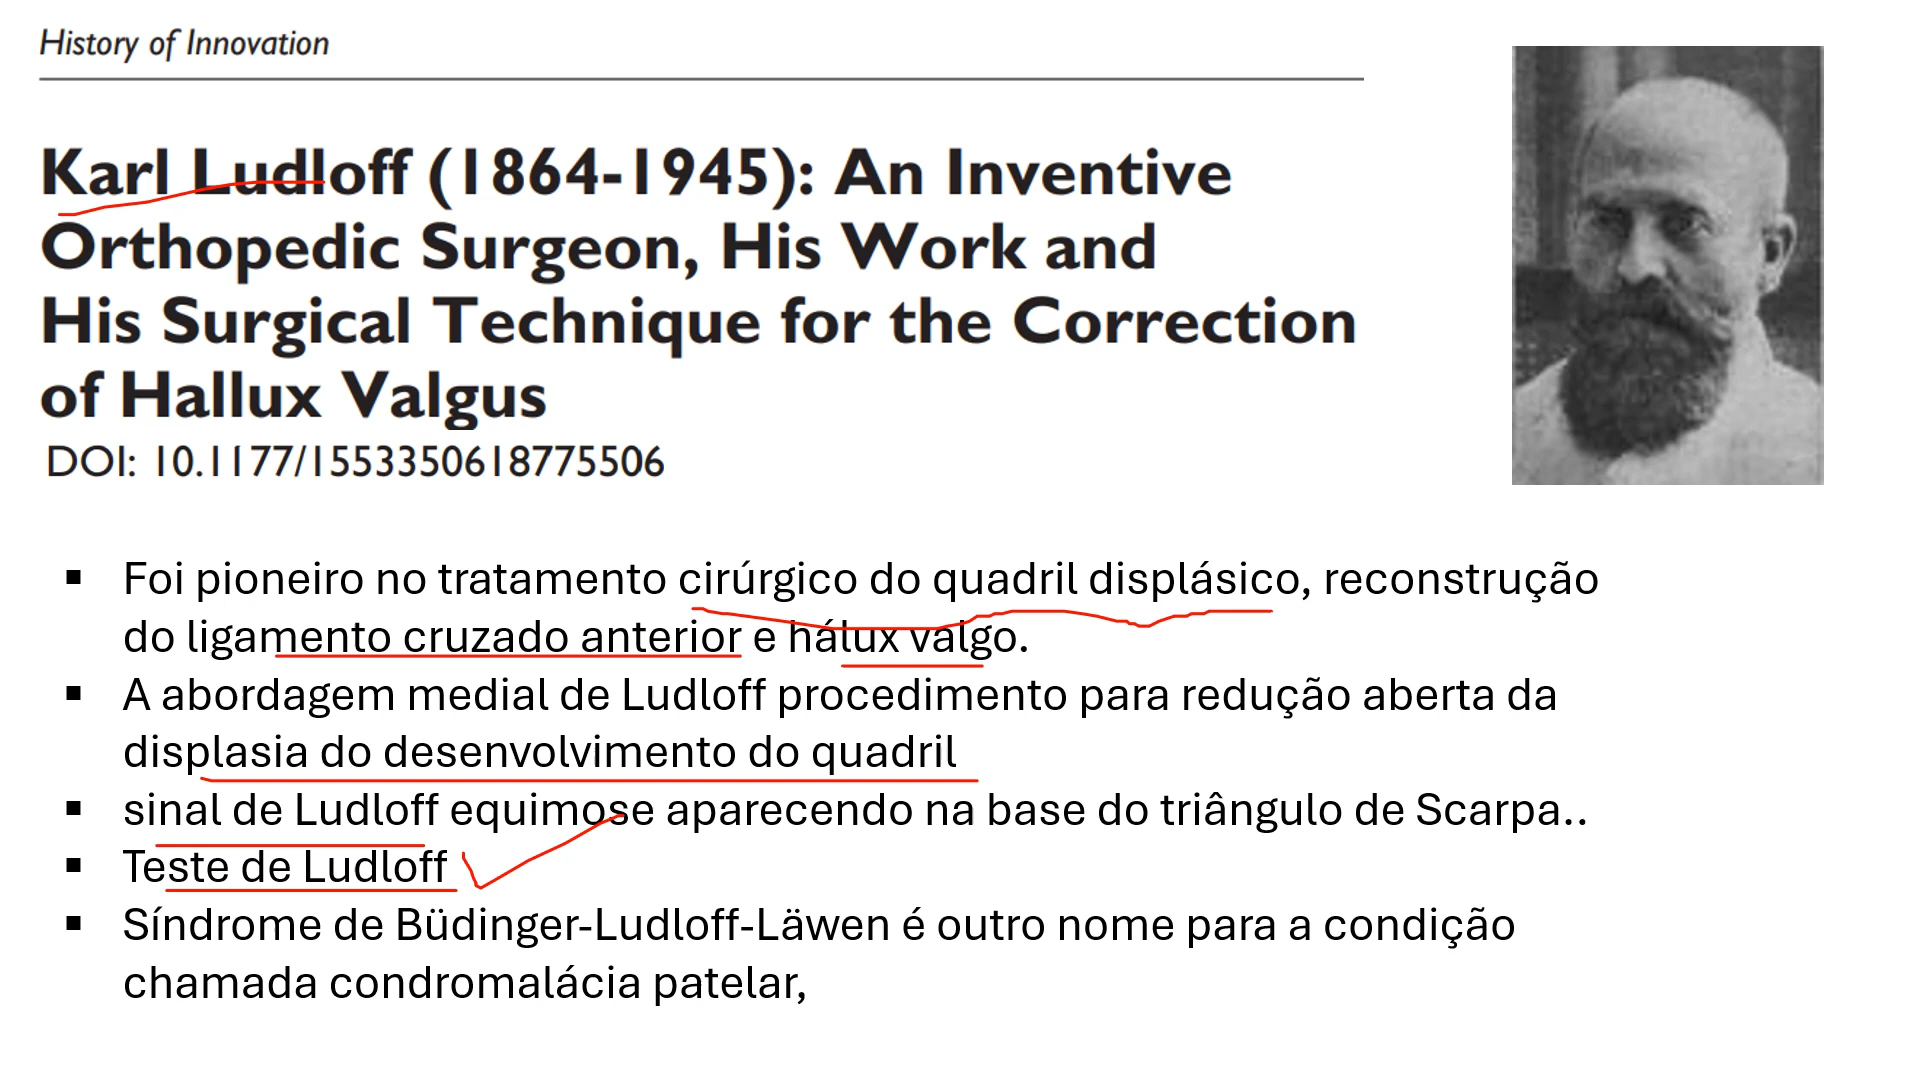 History of Innovation
Karl Ludloff (1864-1945): An Inventive
Orthopedic Surgeon, His Work and
His Surgical Technique for the Correction
of Hallux Valgus
DOI: 10.1177/1553350618775506
▪ Foi pioneiro no tratamento cirúrgico do quadril displásico, reconstrução
do ligamento cruzado anterior e hálux valgo.
▪ A abordagem medial de Ludloff procedimento para redução aberta da
displasia do desenvolvimento do quadril
▪ sinal de Ludloff equimose aparecendo na base do triângulo de Scarpa..
▪ Teste de Ludloff
▪ Síndrome de Büdinger-Ludloff-Läwen é outro nome para a condição
chamada condromalácia patelar,